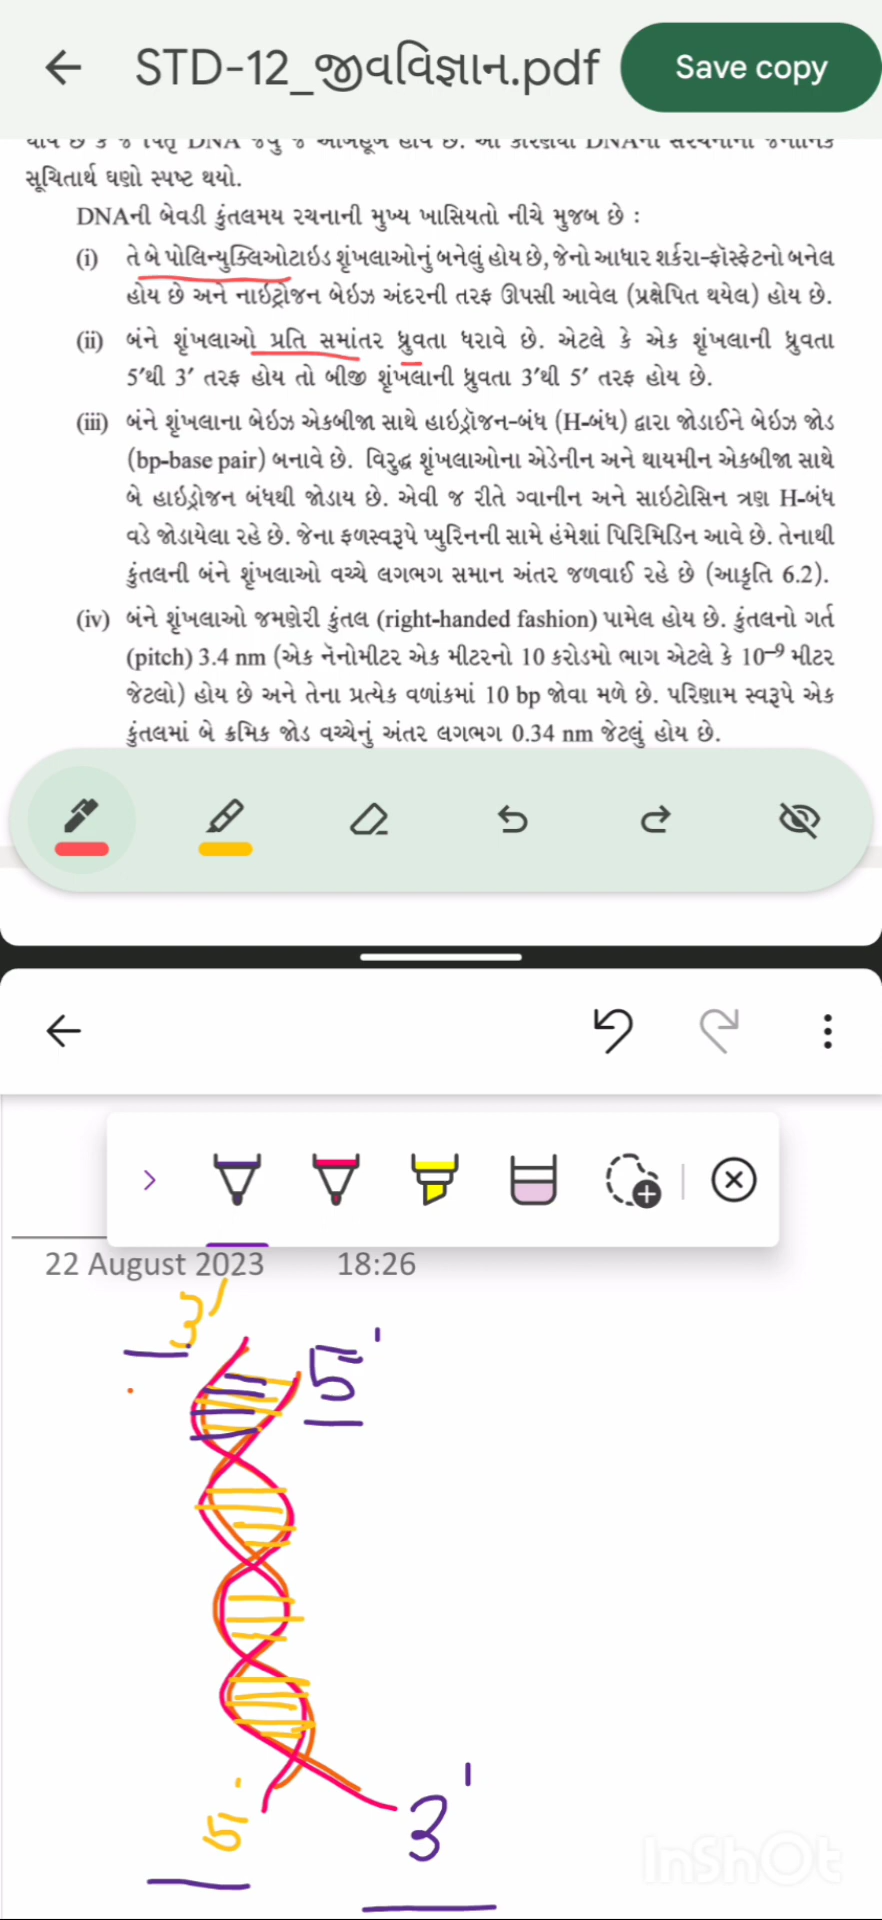 STD-12_જીવવિજ્ઞાન.pdf
Save copy
સૂચિતાર્થ ઘણો સ્પષ્ટ થયો.
DNAની બેવડી કુંતલમય રચનાની મુખ્ય ખાસિયતો નીચે મુજબ છે :
(i) તે બે પોલિન્યુક્લિઓટાઇડ શૃંખલાઓનું બનેલું હોય છે, જેનો આધાર શર્કરા-ફૉસ્ફેટનો બનેલ
હોય છે અને નાઇટ્રોજન બેઇઝ અંદરની તરફ ઊપસી આવેલ (પ્રક્ષેપિત થયેલ) હોય છે.
(ii) બંને શૃંખલાઓ પ્રતિ સમાંતર ધ્રુવતા ધરાવે છે. એટલે કે એક શૃંખલાની ધ્રુવતા
5′થી 3′ તરફ હોય તો બીજી શૃંખલાની ધ્રુવતા 3′થી 5′ તરફ હોય છે.
(iii) બંને શૃંખલાના બેઇઝ એકબીજા સાથે હાઇડ્રૉજન-બંધ (H-બંધ) દ્વારા જોડાઈને બેઇઝ જોડ
(bp-base pair) બનાવે છે. વિરુદ્ધ શૃંખલાઓના એડેનીન અને થાયમીન એકબીજા સાથે
બે હાઇડ્રોજન બંધથી જોડાય છે. એવી જ રીતે ગ્વાનીન અને સાઇટોસિન ત્રણ H-બંધ
વડે જોડાયેલા રહે છે. જેના ફળસ્વરૂપે પ્યુરિનની સામે હંમેશાં પિરિમિડિન આવે છે. તેનાથી
કુંતલની બંને શૃંખલાઓ વચ્ચે લગભગ સમાન અંતર જળવાઈ રહે છે (આકૃતિ 6.2).
(iv) બંને શૃંખલાઓ જમણેરી કુંતલ (right-handed fashion) પામેલ હોય છે. કુંતલનો ગર્ત
(pitch) 3.4 nm (એક નૅનોમીટર એક મીટરનો 10 કરોડમો ભાગ એટલે કે 10⁻⁹ મીટર
જેટલો) હોય છે અને તેના પ્રત્યેક વળાંકમાં 10 bp જોવા મળે છે. પરિણામ સ્વરૂપે એક
કુંતલમાં બે ક્રમિક જોડ વચ્ચેનું અંતર લગભગ 0.34 nm જેટલું હોય છે.
22 August 2023 18:26
3'
5'
5'
3'
InShOt